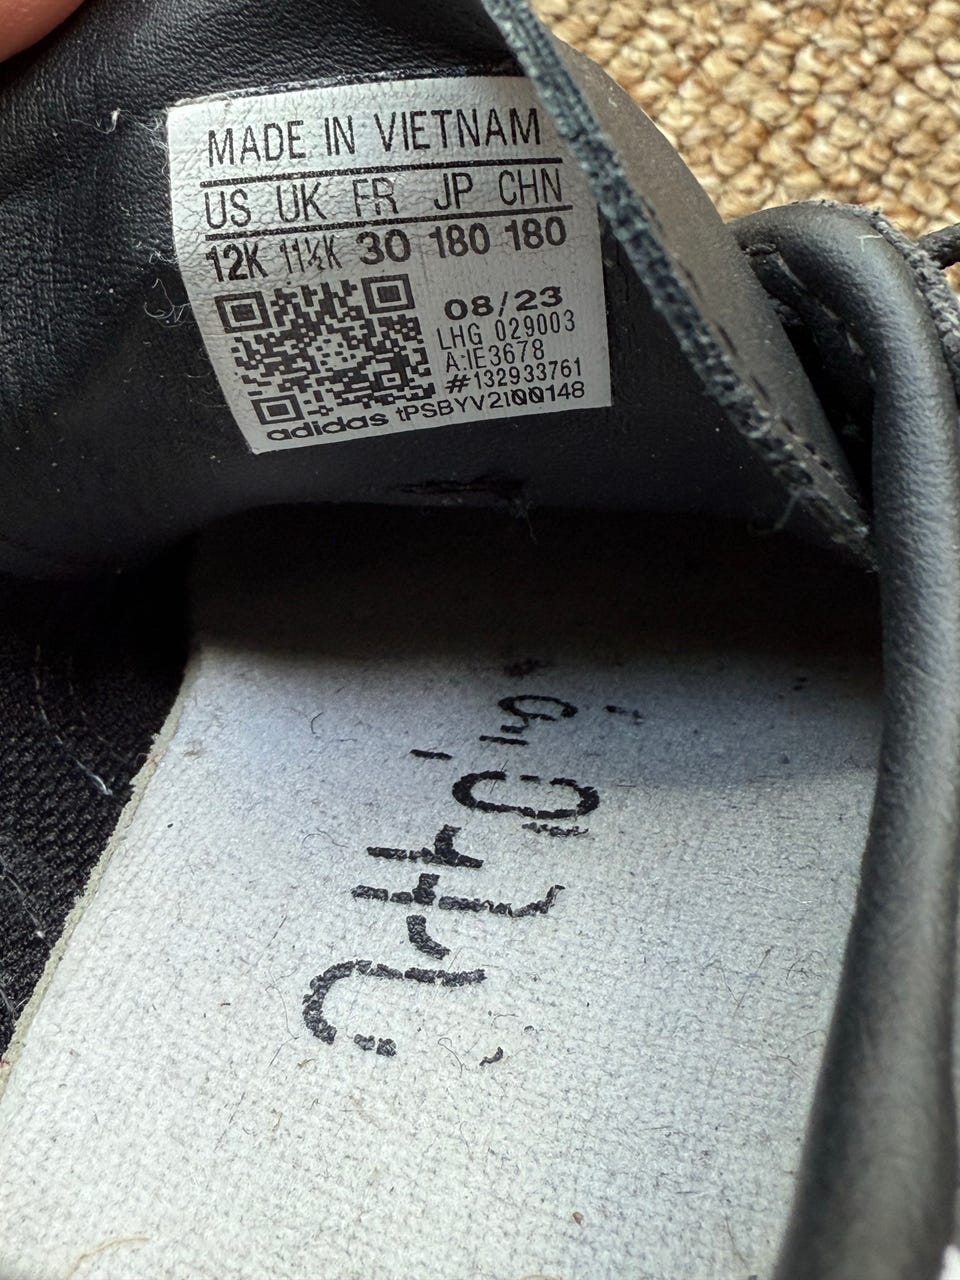 MADE IN VIETNAM
US UK FR JP CHN
12K 11½K 30 180 180
08/23
LHG 029003
A:IE3678
#132933761
adidas tPSBYV2I00148